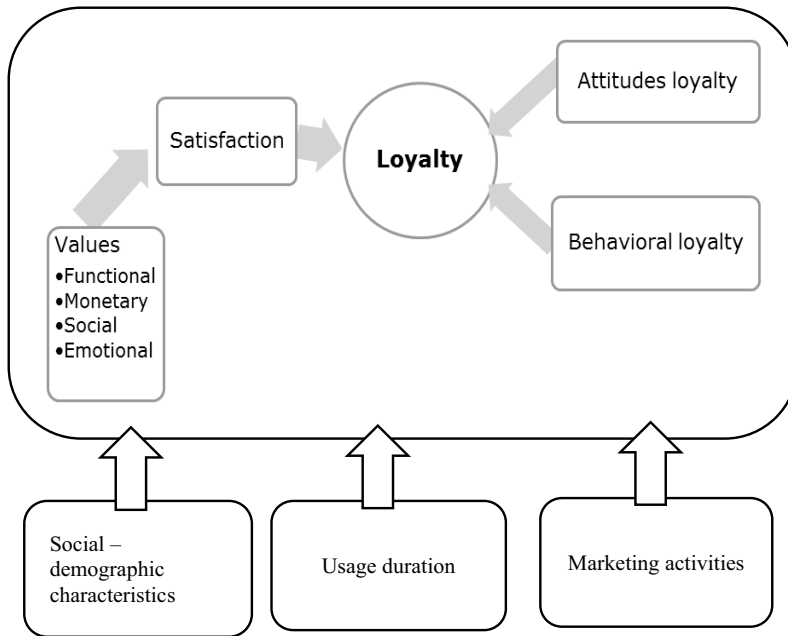 Attitudes loyalty
Satisfaction
Loyalty
Behavioral loyalty
Values
•Functional
•Monetary
•Social
•Emotional
Social –
demographic
characteristics
Usage duration
Marketing activities